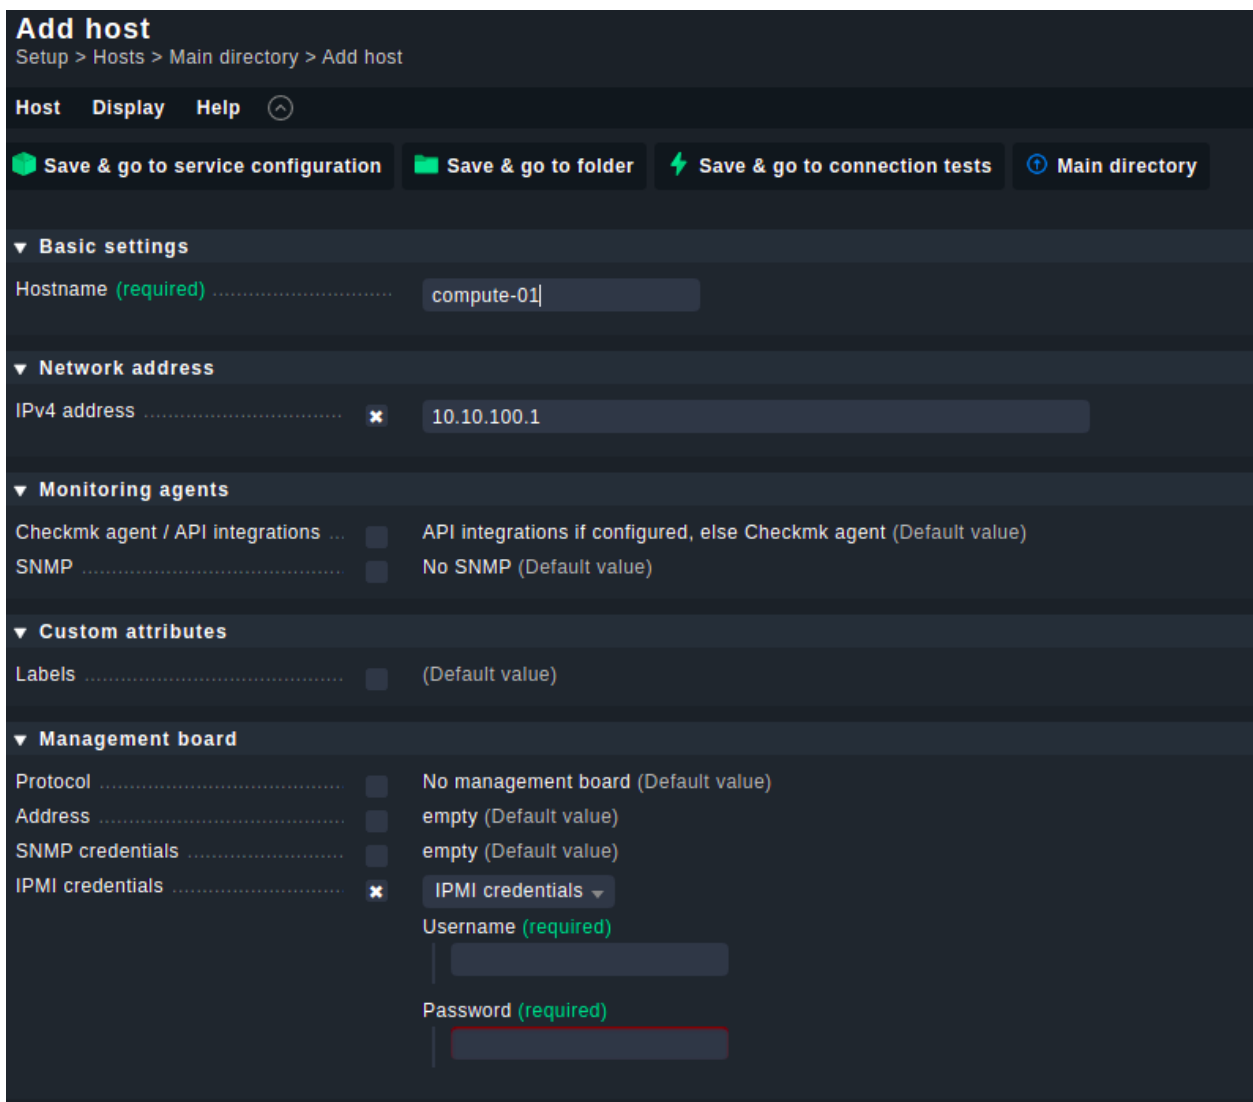 Add host
Setup > Hosts > Main directory > Add host
Host Display Help
Save & go to service configuration Save & go to folder Save & go to connection tests Main directory
Basic settings
Hostname (required) compute-01
Network address
IPv4 address 10.10.100.1
Monitoring agents
Checkmk agent / API integrations API integrations if configured, else Checkmk agent (Default value)
SNMP No SNMP (Default value)
Custom attributes
Labels (Default value)
Management board
Protocol No management board (Default value)
Address empty (Default value)
SNMP credentials empty (Default value)
IPMI credentials IPMI credentials
Username (required)
Password (required)